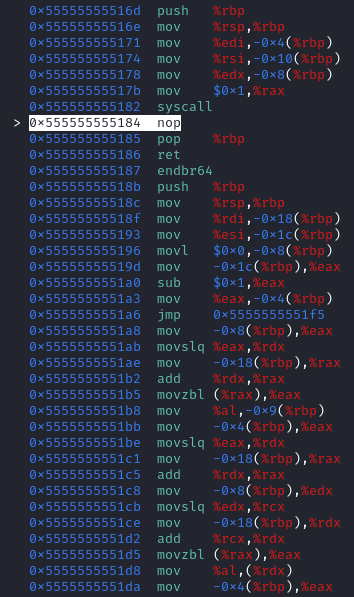 0×55555555516d push %rbp
0×55555555516e mov %rsp,%rbp
0×555555555171 mov %edi,-0×4(%rbp)
0×555555555174 mov %rsi,-0×10(%rbp)
0×555555555178 mov %edx,-0×8(%rbp)
0×55555555517b mov $0×1,%rax
0×555555555182 syscall
> 0×555555555184 nop
0×555555555185 pop %rbp
0×555555555186 ret
0×555555555187 endbr64
0×55555555518b push %rbp
0×55555555518c mov %rsp,%rbp
0×55555555518f mov %rdi,-0×18(%rbp)
0×555555555193 mov %esi,-0×1c(%rbp)
0×555555555196 movl $0×0,-0×8(%rbp)
0×55555555519d mov -0×1c(%rbp),%eax
0×5555555551a0 sub $0×1,%eax
0×5555555551a3 mov %eax,-0×4(%rbp)
0×5555555551a6 jmp 0×5555555551f5
0×5555555551a8 mov -0×8(%rbp),%eax
0×5555555551ab movslq %eax,%rdx
0×5555555551ae mov -0×18(%rbp),%rax
0×5555555551b2 add %rdx,%rax
0×5555555551b5 movzbl (%rax),%eax
0×5555555551b8 mov %al,-0×9(%rbp)
0×5555555551bb mov -0×4(%rbp),%eax
0×5555555551be movslq %eax,%rdx
0×5555555551c1 mov -0×18(%rbp),%rax
0×5555555551c5 add %rdx,%rax
0×5555555551c8 mov -0×8(%rbp),%edx
0×5555555551cb movslq %edx,%rcx
0×5555555551ce mov -0×18(%rbp),%rdx
0×5555555551d2 add %rcx,%rdx
0×5555555551d5 movzbl (%rax),%eax
0×5555555551d8 mov %al,(%rdx)
0×5555555551da mov -0×4(%rbp),%eax